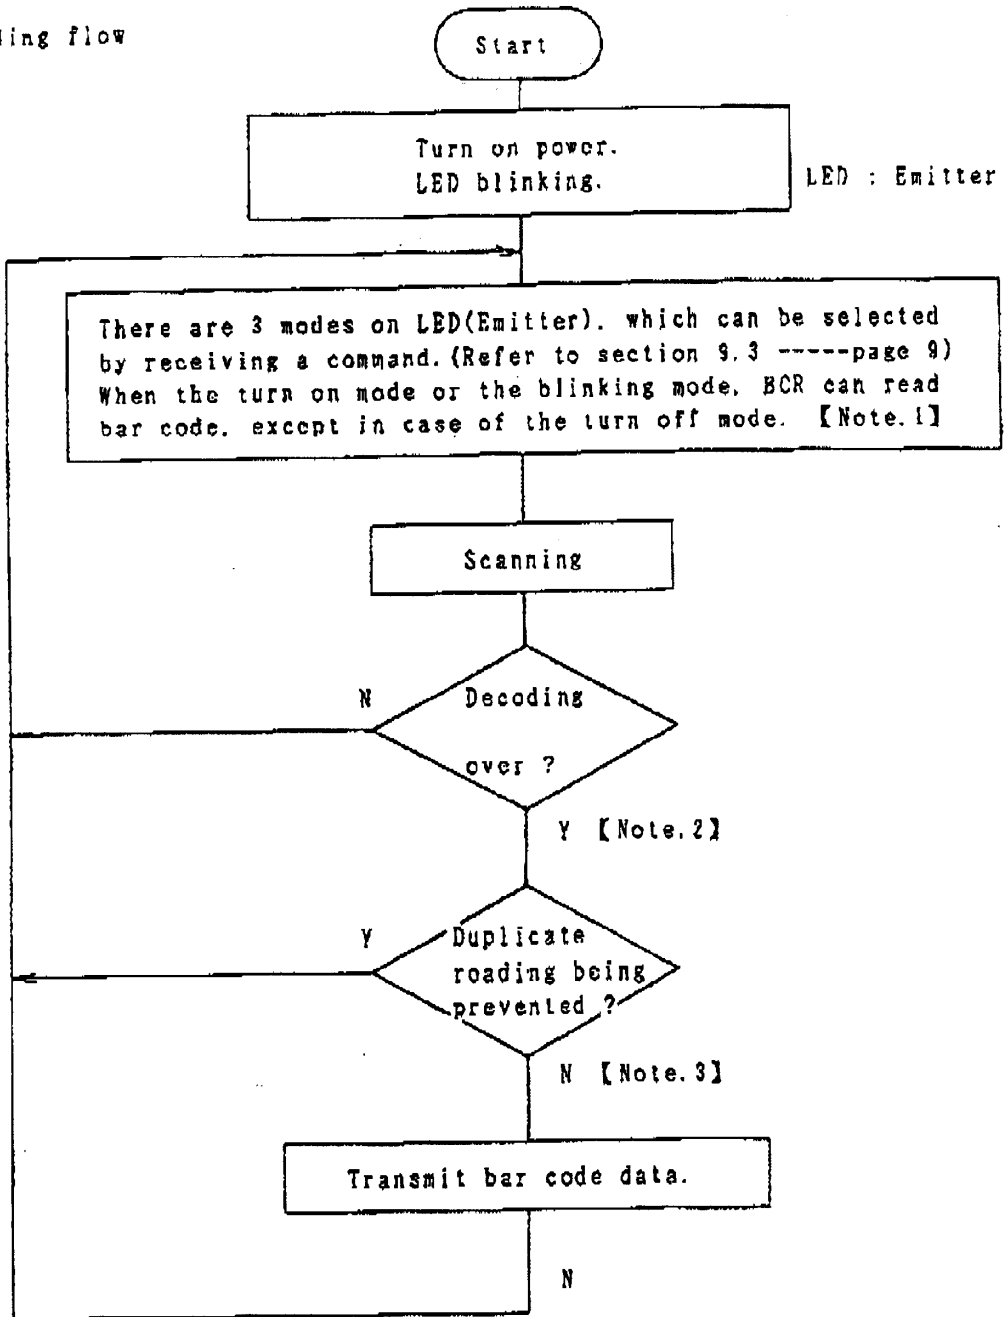 ding flow
Start
Turn on power.
LED blinking.
LED : Emitter
There are 3 modes on LED(Emitter). which can be selected
by receiving a command.(Refer to section 9.3 -----page 9)
When the turn on mode or the blinking mode, BCR can read
bar code. except in case of the turn off mode. 【Note.1】
Scanning
N
Decoding
over ?
Y 【Note.2】
Y
Duplicate
roading being
prevented ?
N 【Note.3】
Transmit bar code data.
N